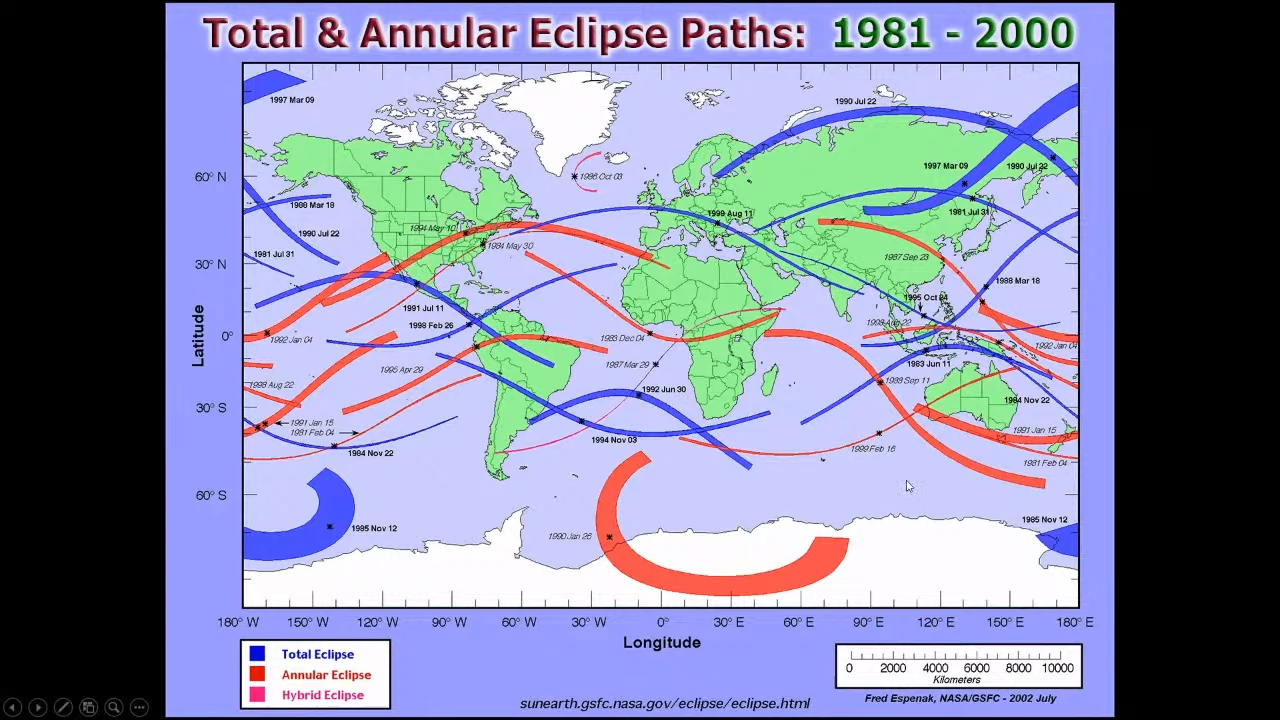 Total & Annular Eclipse Paths: 1981 - 2000
1997 Mar 09
1990 Jul 22
1997 Mar 09
1990 Jul 22
1986 Oct 03
1988 Mar 18
1990 Jul 22
1981 Jul 31
1994 May 10
1984 May 30
1999 Aug 11
1981 Jul 31
1987 Sep 23
1988 Mar 18
1995 Oct 24
1991 Jul 11
1998 Feb 26
1998 Aug 22
1992 Jan 04
1983 Dec 04
1992 Jan 04
1995 Apr 29
1987 Mar 29
1983 Jun 11
1998 Aug 22
1992 Jun 30
1988 Sep 11
1984 Nov 22
1991 Jan 15
1981 Feb 04
1994 Nov 03
1984 Nov 22
1999 Feb 16
1991 Jan 15
1981 Feb 04
1985 Nov 12
1990 Jan 26
1985 Nov 12
Latitude
60° N
30° N
0°
30° S
60° S
180° W 150° W 120° W 90° W 60° W 30° W 0° 30° E 60° E 90° E 120° E 150° E 180° E
Longitude
Total Eclipse
Annular Eclipse
Hybrid Eclipse
0 2000 4000 6000 8000 10000
Kilometers
Fred Espenak, NASA/GSFC - 2002 July
sunearth.gsfc.nasa.gov/eclipse/eclipse.html